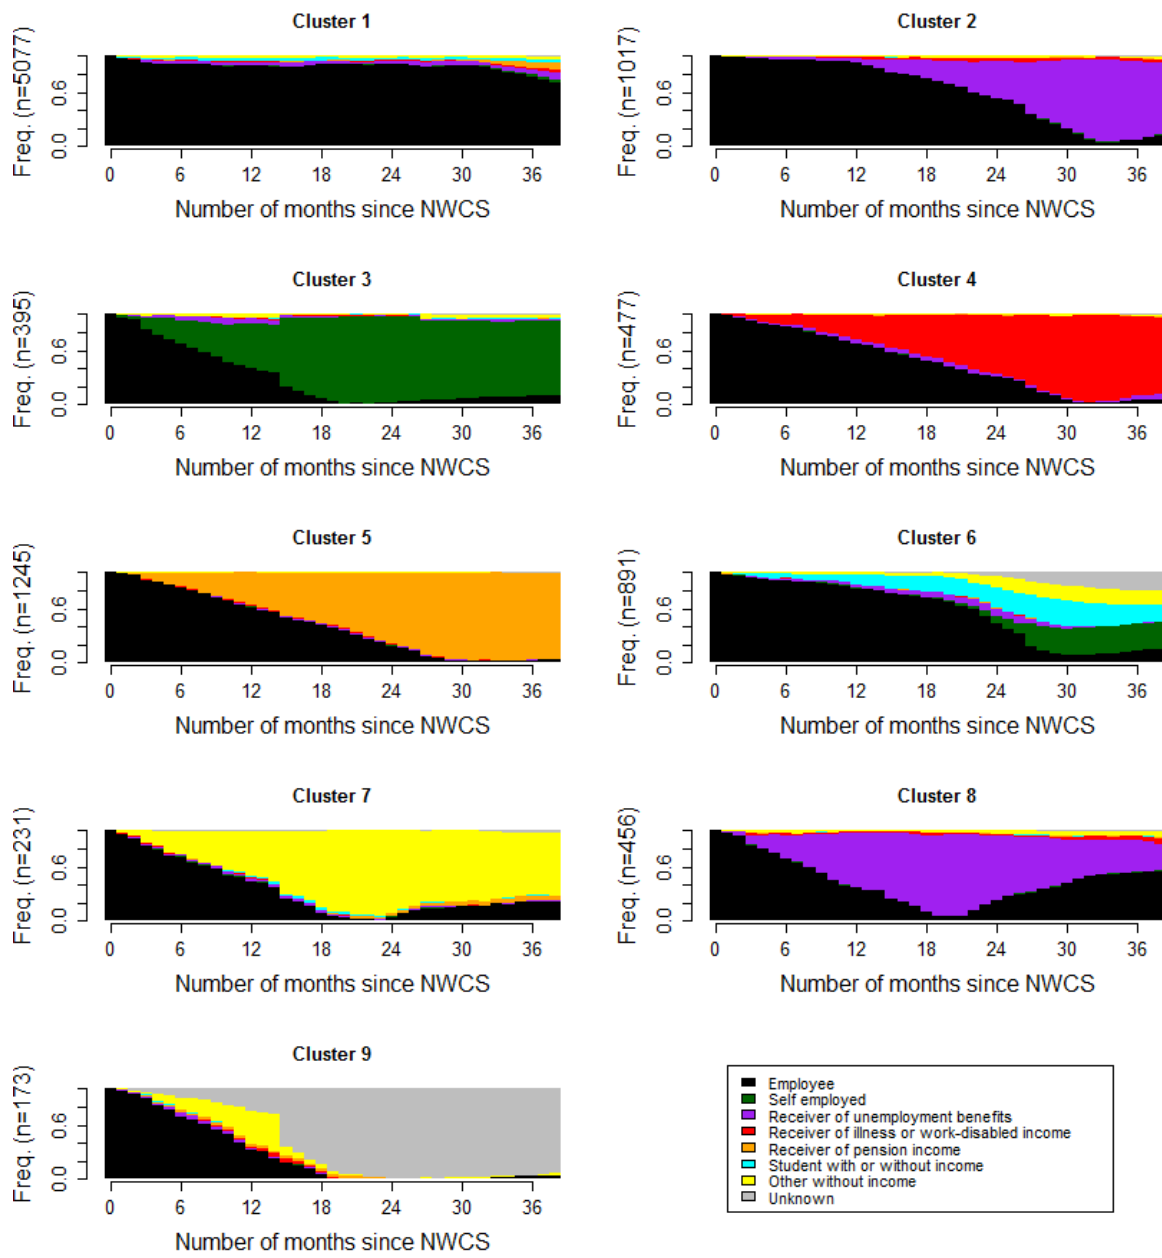 Cluster 1
Freq. (n=5077)
0.0 0.6
0 6 12 18 24 30 36
Number of months since NWCS
Cluster 2
Freq. (n=1017)
0.0 0.6
0 6 12 18 24 30 36
Number of months since NWCS
Cluster 3
Freq. (n=395)
0.0 0.6
0 6 12 18 24 30 36
Number of months since NWCS
Cluster 4
Freq. (n=477)
0.0 0.6
0 6 12 18 24 30 36
Number of months since NWCS
Cluster 5
Freq. (n=1245)
0.0 0.6
0 6 12 18 24 30 36
Number of months since NWCS
Cluster 6
Freq. (n=891)
0.0 0.6
0 6 12 18 24 30 36
Number of months since NWCS
Cluster 7
Freq. (n=231)
0.0 0.6
0 6 12 18 24 30 36
Number of months since NWCS
Cluster 8
Freq. (n=456)
0.0 0.6
0 6 12 18 24 30 36
Number of months since NWCS
Cluster 9
Freq. (n=173)
0.0 0.6
0 6 12 18 24 30 36
Number of months since NWCS
Employee
Self employed
Receiver of unemployment benefits
Receiver of illness or work-disabled income
Receiver of pension income
Student with or without income
Other without income
Unknown